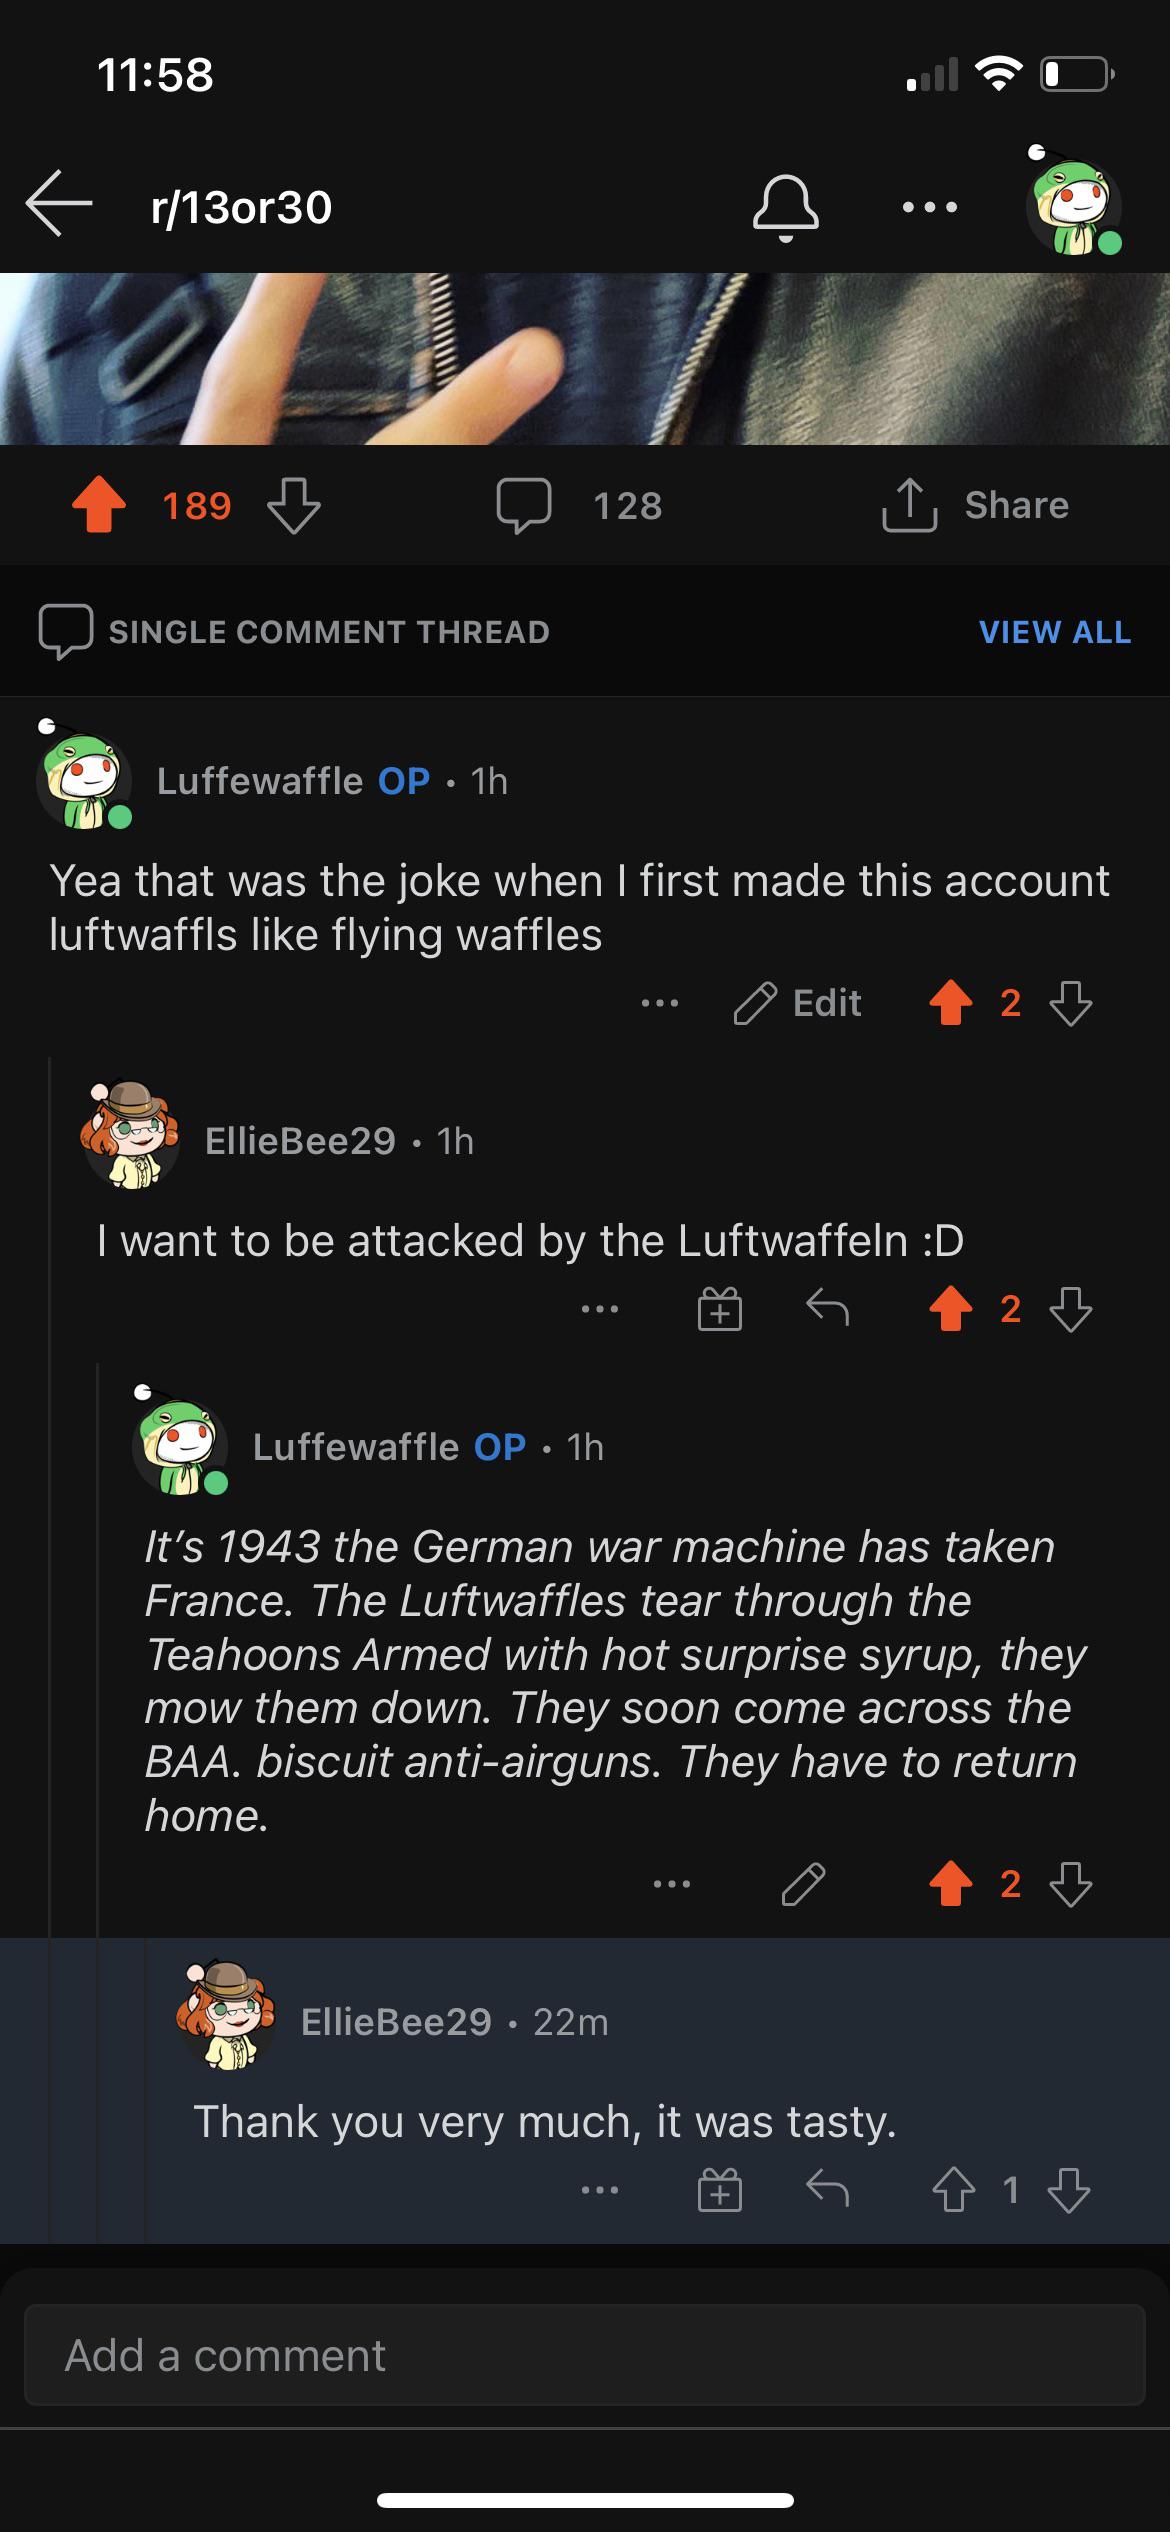 11:58
r/13or30
189
128
Share
SINGLE COMMENT THREAD
VIEW ALL
Luffewaffle OP • 1h
Yea that was the joke when I first made this account
luftwaffls like flying waffles
Edit
2
EllieBee29 • 1h
I want to be attacked by the Luftwaffeln :D
2
Luffewaffle OP • 1h
It’s 1943 the German war machine has taken
France. The Luftwaffles tear through the
Teahoons Armed with hot surprise syrup, they
mow them down. They soon come across the
BAA. biscuit anti-airguns. They have to return
home.
2
EllieBee29 • 22m
Thank you very much, it was tasty.
1
Add a comment